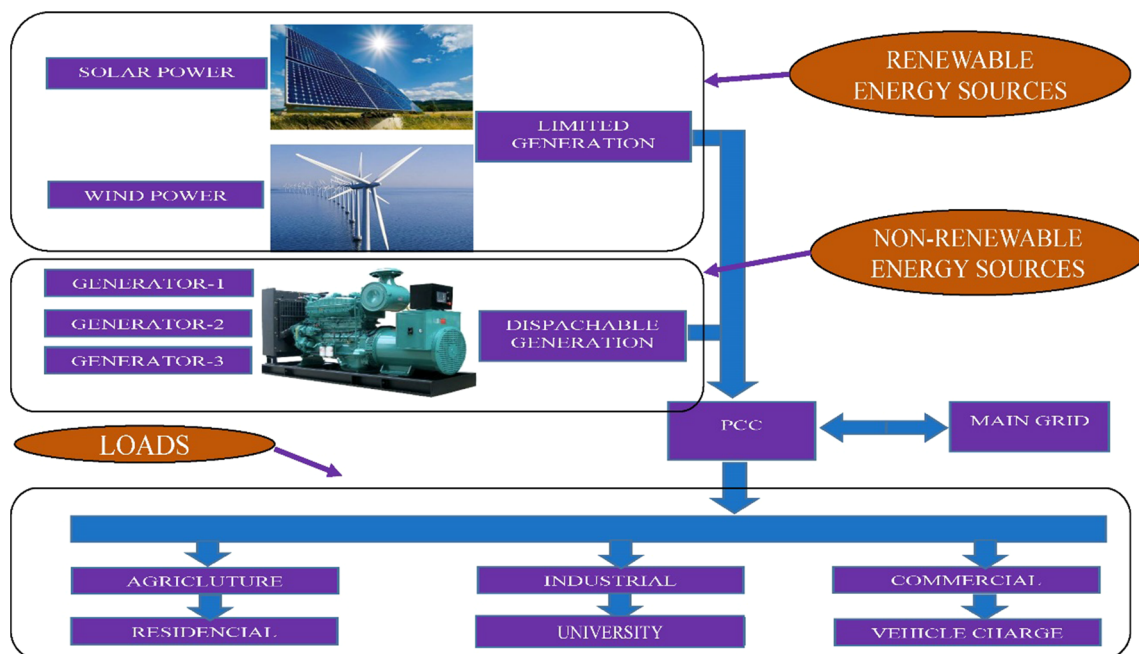 SOLAR POWER
WIND POWER
LIMITED
GENERATION
RENEWABLE
ENERGY SOURCES
GENERATOR-1
GENERATOR-2
GENERATOR-3
DISPACHABLE
GENERATION
NON-RENEWABLE
ENERGY SOURCES
PCC
MAIN GRID
LOADS
AGRICLUTURE
INDUSTRIAL
COMMERCIAL
RESIDENCIAL
UNIVERSITY
VEHICLE CHARGE